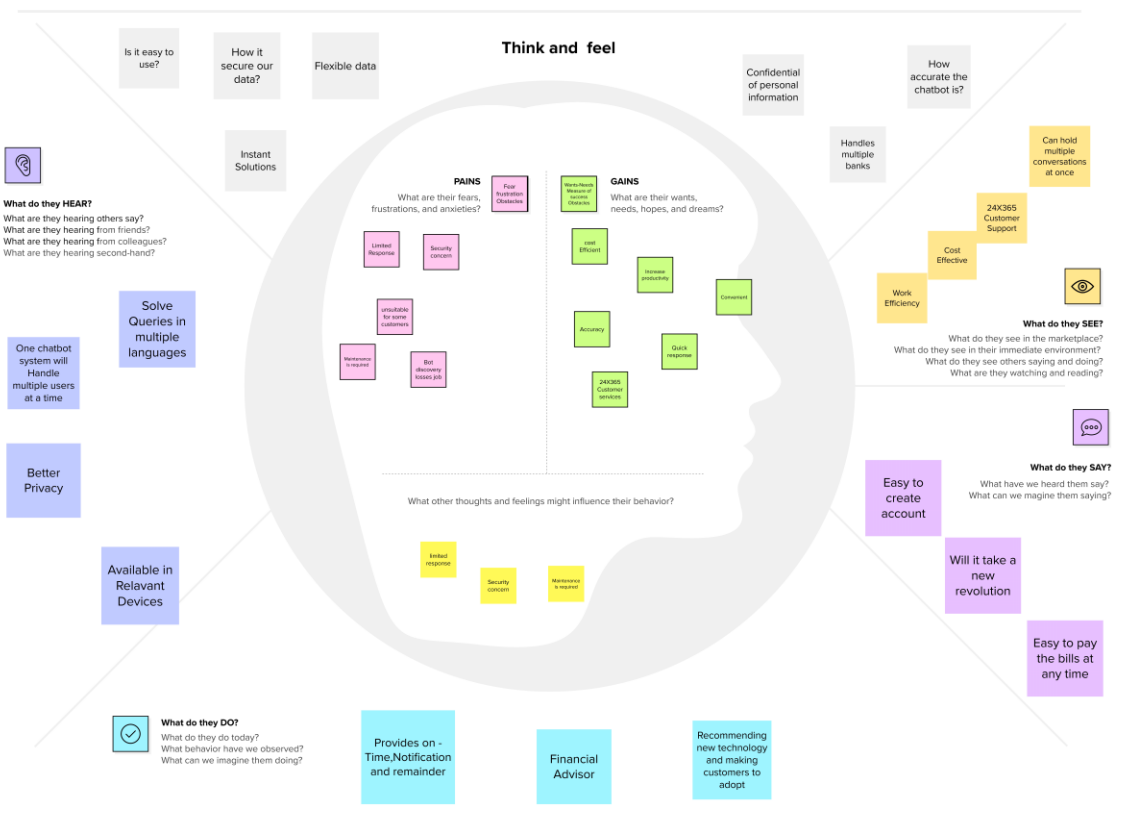 Think and feel
Is it easy to
use?
How it
secure our
data?
Flexible data
Instant
Solutions
Confidential
of personal
information
How
accurate the
chatbot is?
Handles
multiple
banks
What do they HEAR?
What are they hearing others say?
What are they hearing from friends?
What are they hearing from colleagues?
What are they hearing second-hand?
Solve
Queries in
multiple
languages
One chatbot
system will
Handle
multiple users
at a time
Better
Privacy
Available in
Relavant
Devices
PAINS
What are their fears,
frustrations, and anxieties?
Fear
frustration
Obstacles
Limited
Response
Security
concern
unsuitable
for some
customers
Maintenance
is required
Bot
discovery
losses job
GAINS
What are their wants,
needs, hopes, and dreams?
Wants-Needs
Measure of
success
Obstacles
cost
Efficient
Increase
productivity
Convenient
Accuracy
Quick
response
24X365
Customer
services
What other thoughts and feelings might influence their behavior?
limited
response
Security
concern
Maintenance
is required
Can hold
multiple
conversations
at once
24X365
Customer
Support
Cost
Effective
Work
Efficiency
What do they SEE?
What do they see in the marketplace?
What do they see in their immediate environment?
What do they see others saying and doing?
What are they watching and reading?
What do they SAY?
What have we heard them say?
What can we magine them saying?
Easy to
create
account
Will it take a
new
revolution
Easy to pay
the bills at
any time
What do they DO?
What do they do today?
What behavior have we observed?
What can we imagine them doing?
Provides on -
Time,Notification
and remainder
Financial
Advisor
Recommending
new technology
and making
customers to
adopt